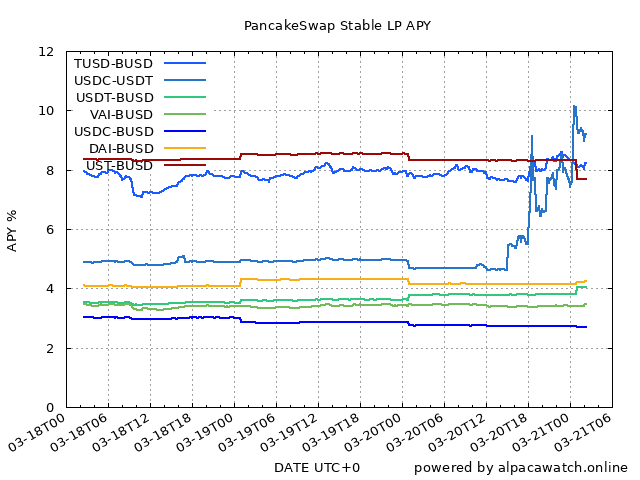 PancakeSwap Stable LP APY
12
10
8
6
4
2
0
APY %
TUSD-BUSD
USDC-USDT
USDT-BUSD
VAI-BUSD
USDC-BUSD
DAI-BUSD
UST-BUSD
03-18T00
03-18T06
03-18T12
03-18T18
03-19T00
03-19T06
03-19T12
03-19T18
03-20T00
03-20T06
03-20T12
03-20T18
03-21T00
03-21T06
DATE UTC+0
powered by alpacawatch.online